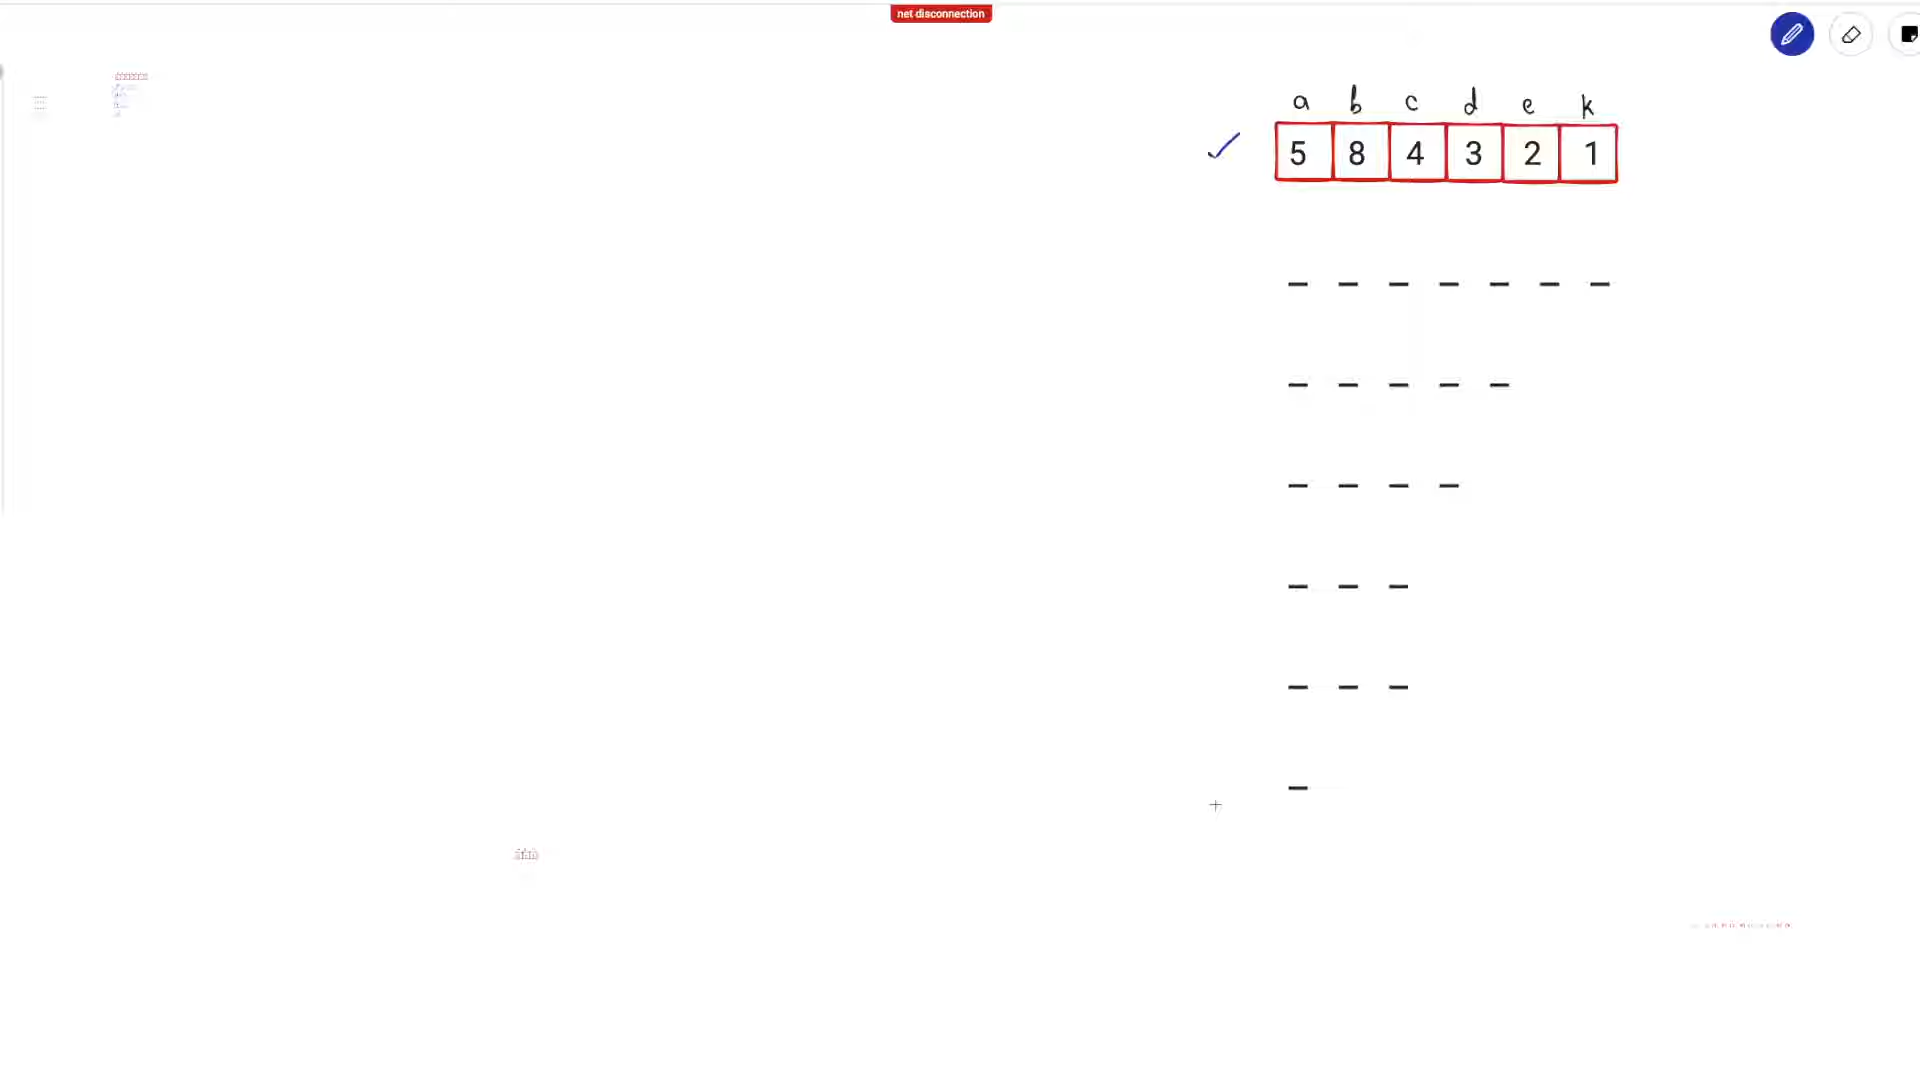 net disconnection
a b c d e k
5 8 4 3 2 1
_ _ _ _ _ _ _
_ _ _ _ _
_ _ _ _
_ _ _
_ _ _
_